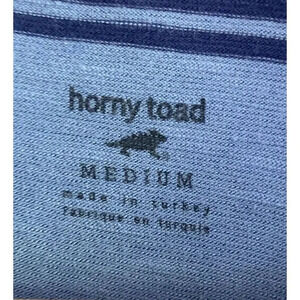 horny toad
MEDIUM
made in turkey
fabriqué en turquie